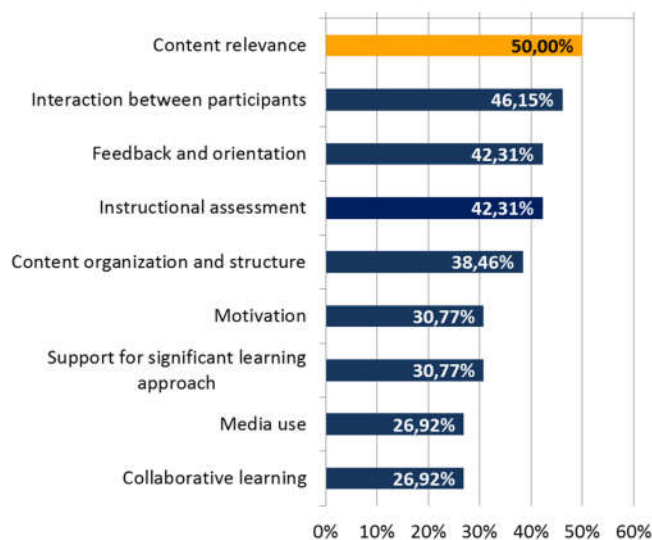 Content relevance 50,00%
Interaction between participants 46,15%
Feedback and orientation 42,31%
Instructional assessment 42,31%
Content organization and structure 38,46%
Motivation 30,77%
Support for significant learning
approach 30,77%
Media use 26,92%
Collaborative learning 26,92%
0% 10% 20% 30% 40% 50% 60%